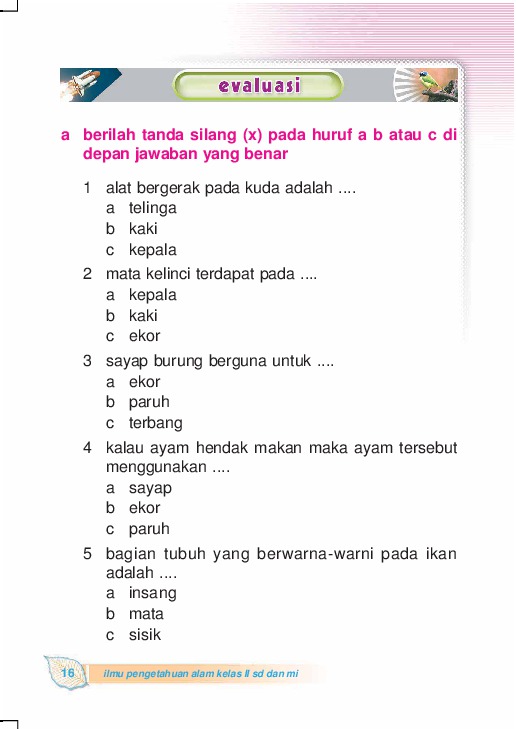 evaluasi
a berilah tanda silang (x) pada huruf a b atau c di
depan jawaban yang benar
1 alat bergerak pada kuda adalah ....
a telinga
b kaki
c kepala
2 mata kelinci terdapat pada ....
a kepala
b kaki
c ekor
3 sayap burung berguna untuk ....
a ekor
b paruh
c terbang
4 kalau ayam hendak makan maka ayam tersebut
menggunakan ....
a sayap
b ekor
c paruh
5 bagian tubuh yang berwarna-warni pada ikan
adalah ....
a insang
b mata
c sisik
16 ilmu pengetahuan alam kelas II sd dan mi